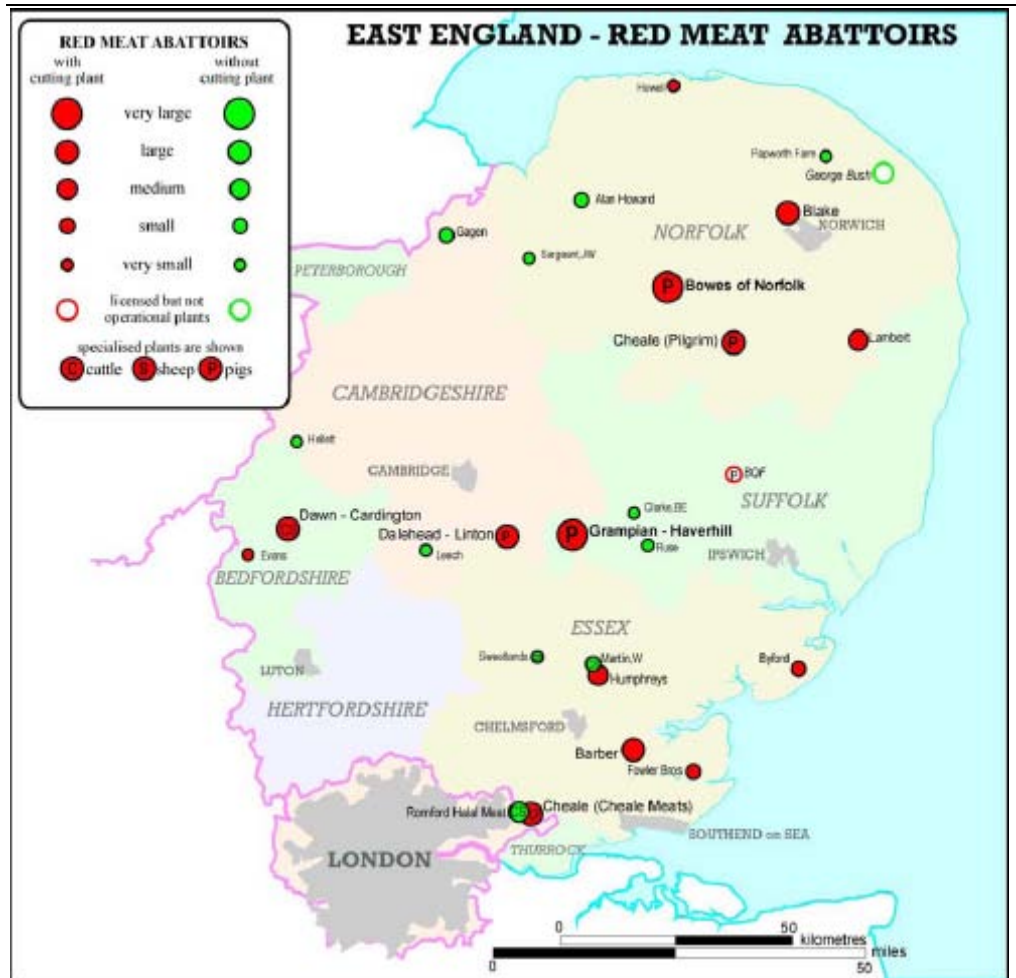 EAST ENGLAND - RED MEAT ABATTOIRS
RED MEAT ABATTOIRS
with cutting plant
without cutting plant
very large
large
medium
small
very small
licensed but not operational plants
specialised plants are shown
C cattle S sheep P pigs
Howell
Papworth Farm
George Bush
Alan Howard
Blake
NORWICH
NORFOLK
Gagen
Sargeant, JW
PETERBOROUGH
P
Bowes of Norfolk
Cheale (Pilgrim)
P
Lambert
CAMBRIDGESHIRE
Hallett
CAMBRIDGE
P
BQF
SUFFOLK
Dawn - Cardington
Clarke, BE
Dalehead - Linton
P
P
Grampian - Haverhill
Evans
Leech
Ruse
IPSWICH
BEDFORDSHIRE
ESSEX
Martin, W
Humphreys
Byford
LUTON
HERTFORDSHIRE
CHELMSFORD
Barber
Fowler Bros
Romford Halal Meat
Cheale (Cheale Meats)
SOUTHEND on SEA
THURROCK
LONDON
0
50
kilometres
miles
0
50